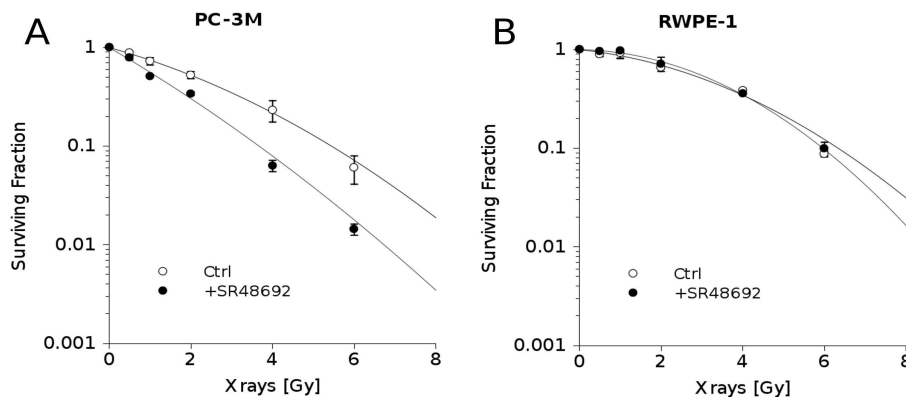 A
PC-3M
Surviving Fraction
1
0.1
0.01
0.001
Ctrl
+SR48692
0 2 4 6 8
X rays [Gy]
B
RWPE-1
Surviving Fraction
1
0.1
0.01
0.001
Ctrl
+SR48692
0 2 4 6 8
X rays [Gy]